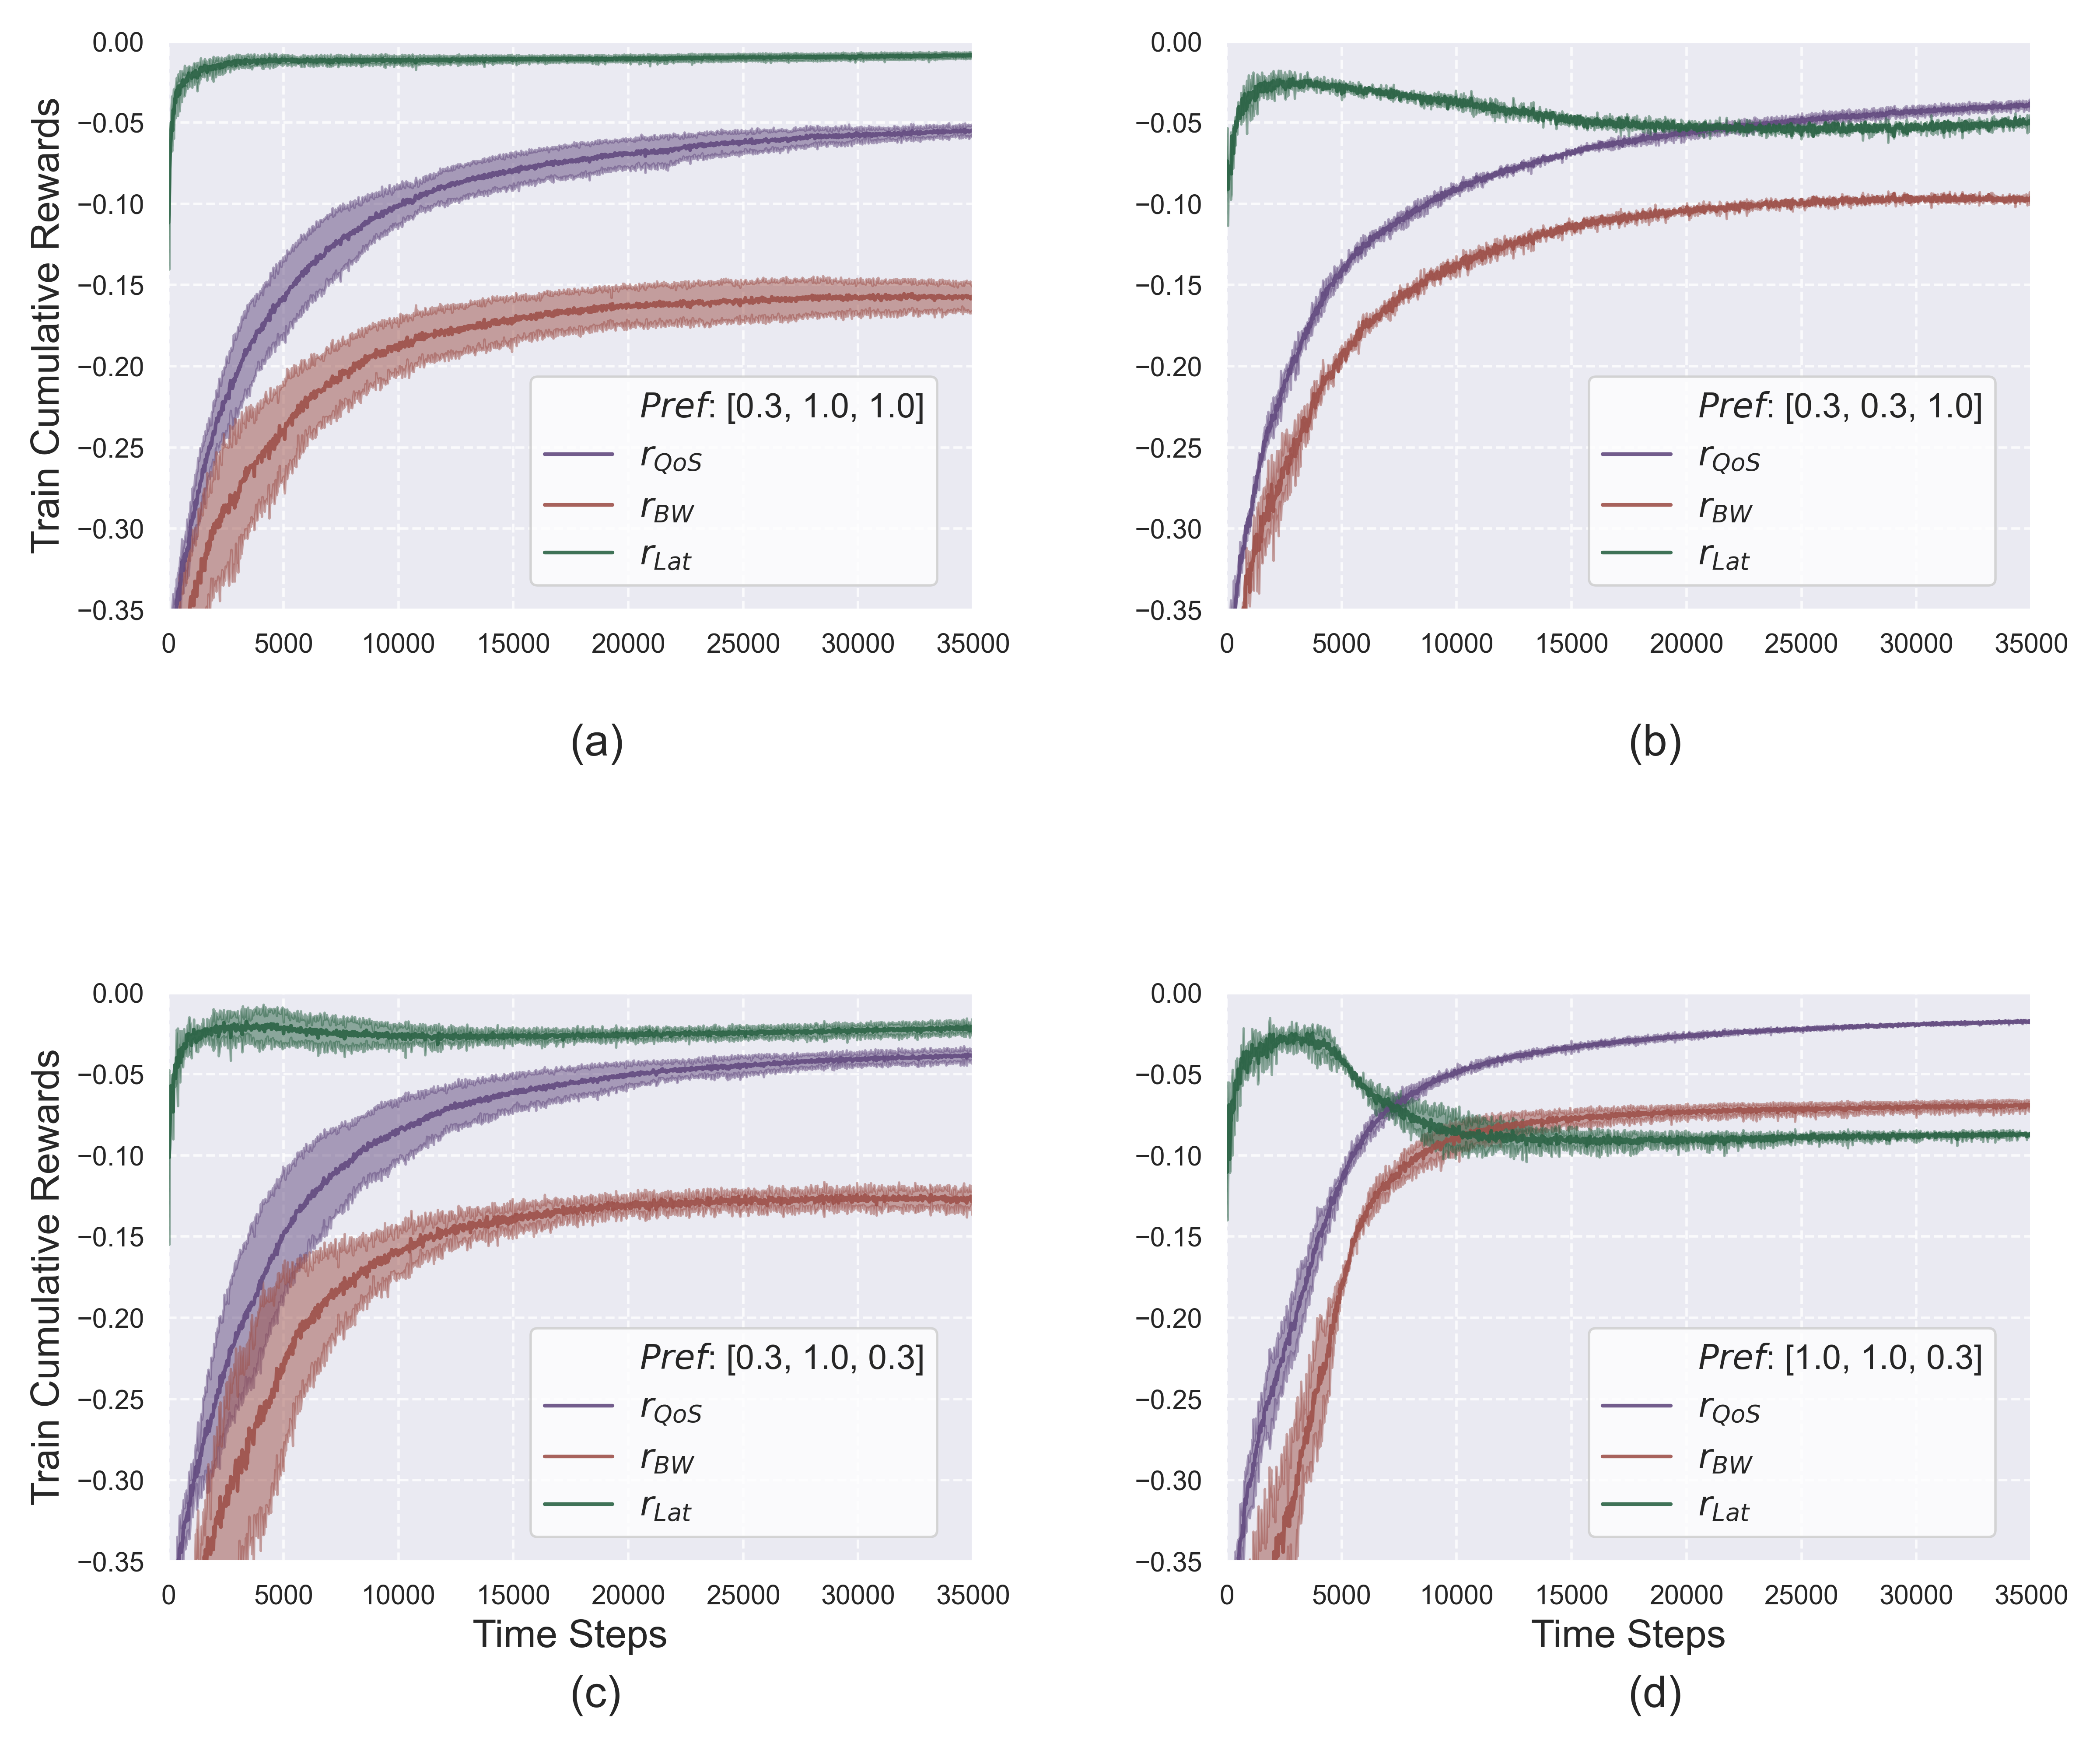 Train Cumulative Rewards
0.00
−0.05
−0.10
−0.15
−0.20
−0.25
−0.30
−0.35
0 5000 10000 15000 20000 25000 30000 35000
Pref: [0.3, 1.0, 1.0]
r_QoS
r_BW
r_Lat
(a)
0.00
−0.05
−0.10
−0.15
−0.20
−0.25
−0.30
−0.35
0 5000 10000 15000 20000 25000 30000 35000
Pref: [0.3, 0.3, 1.0]
r_QoS
r_BW
r_Lat
(b)
Train Cumulative Rewards
0.00
−0.05
−0.10
−0.15
−0.20
−0.25
−0.30
−0.35
0 5000 10000 15000 20000 25000 30000 35000
Pref: [0.3, 1.0, 0.3]
r_QoS
r_BW
r_Lat
Time Steps
(c)
0.00
−0.05
−0.10
−0.15
−0.20
−0.25
−0.30
−0.35
0 5000 10000 15000 20000 25000 30000 35000
Pref: [1.0, 1.0, 0.3]
r_QoS
r_BW
r_Lat
Time Steps
(d)